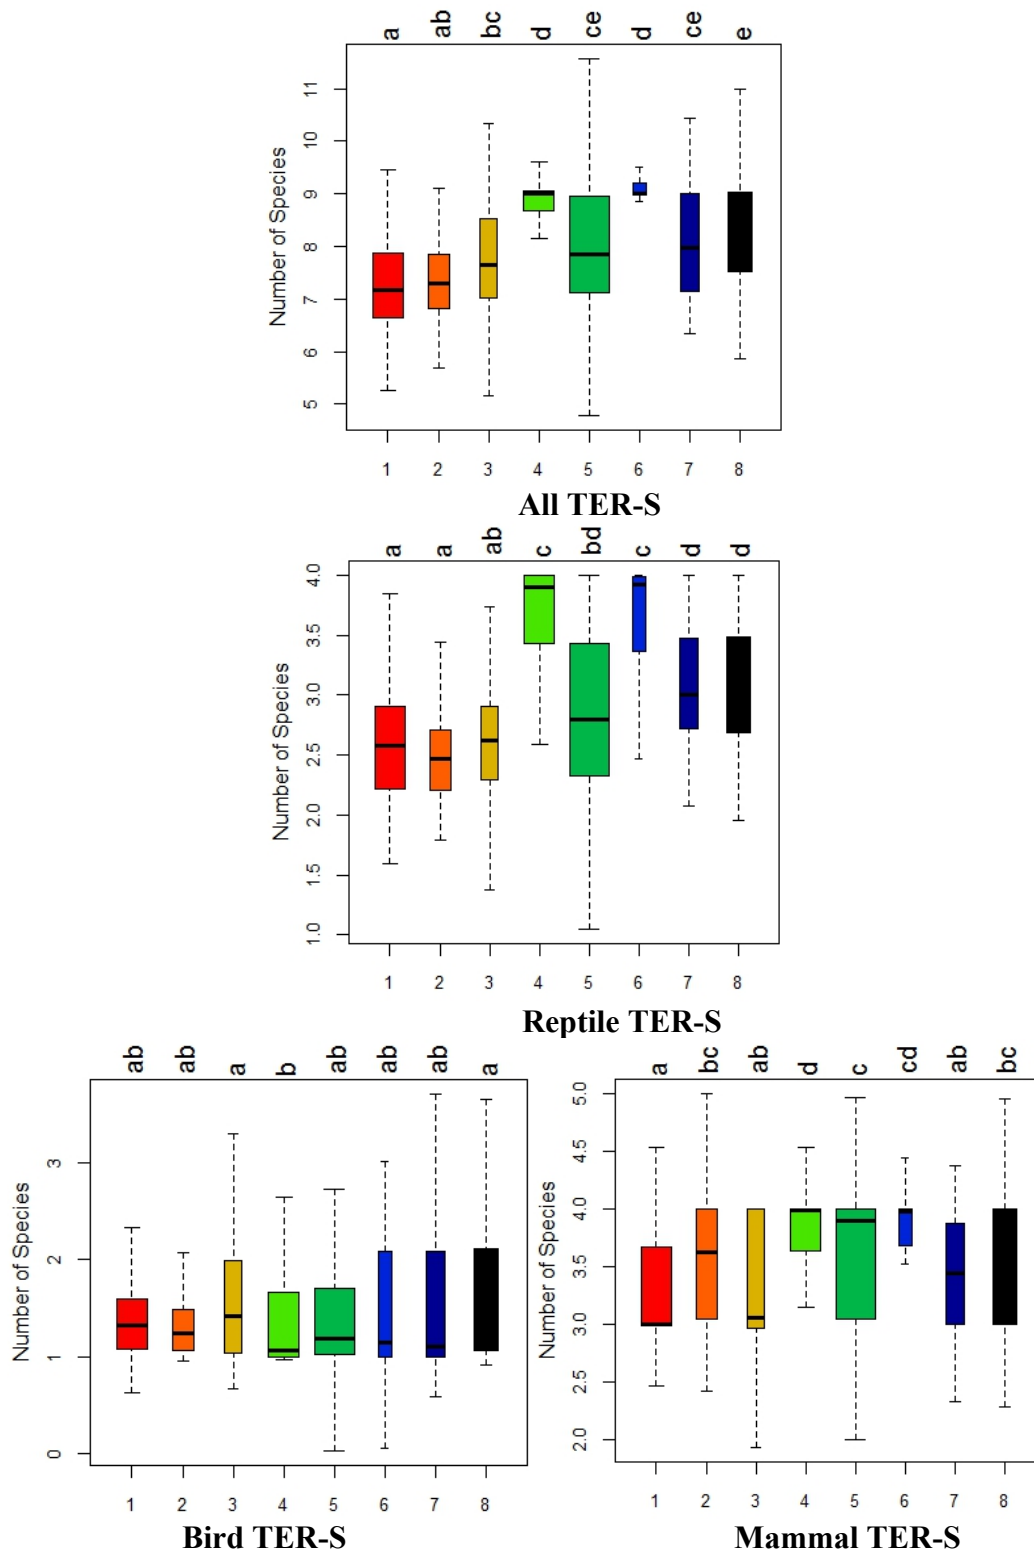 a ab bc d ce d ce e
Number of Species
11
10
9
8
7
6
5
1 2 3 4 5 6 7 8
All TER-S
a a ab c bd c d d
Number of Species
4.0
3.5
3.0
2.5
2.0
1.5
1.0
1 2 3 4 5 6 7 8
Reptile TER-S
ab ab a b ab ab ab a
Number of Species
3
2
1
0
1 2 3 4 5 6 7 8
Bird TER-S
a bc ab d c cd ab bc
Number of Species
5.0
4.5
4.0
3.5
3.0
2.5
2.0
1 2 3 4 5 6 7 8
Mammal TER-S